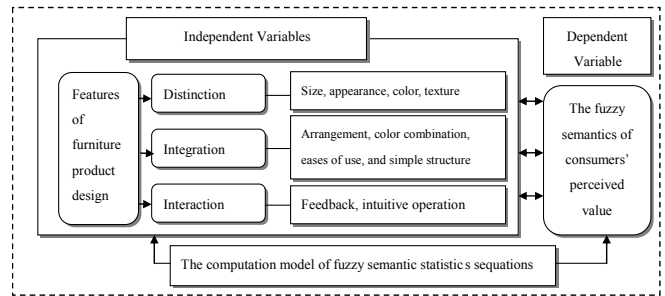 Independent Variables
Dependent
Variable
Features
of
furniture
product
design
Distinction
Size, appearance, color, texture
Integration
Arrangement, color combination,
eases of use, and simple structure
Interaction
Feedback, intuitive operation
The fuzzy
semantics of
consumers'
perceived
value
The computation model of fuzzy semantic statistics sequations